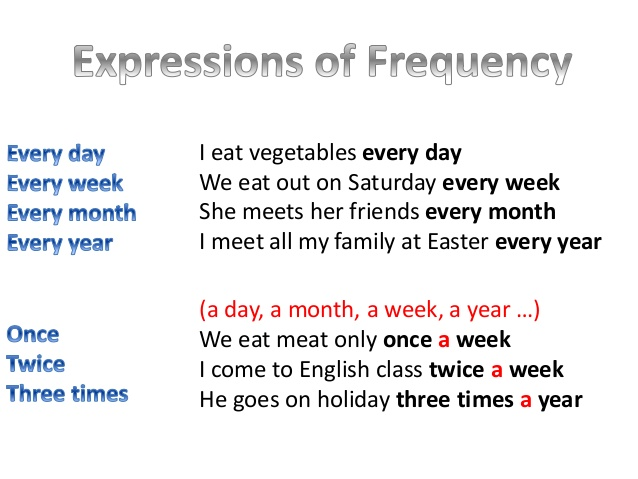 Expressions of Frequency
Every day I eat vegetables every day
Every week We eat out on Saturday every week
Every month She meets her friends every month
Every year I meet all my family at Easter every year
(a day, a month, a week, a year ...)
Once We eat meat only once a week
Twice I come to English class twice a week
Three times He goes on holiday three times a year